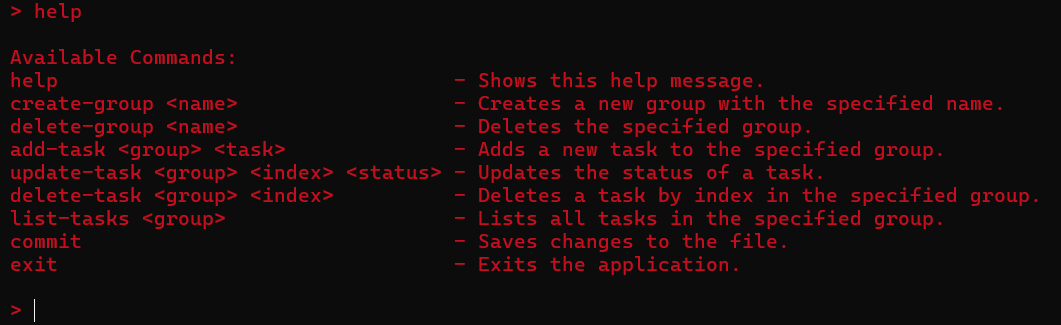 > help
Available Commands:
help - Shows this help message.
create-group <name> - Creates a new group with the specified name.
delete-group <name> - Deletes the specified group.
add-task <group> <task> - Adds a new task to the specified group.
update-task <group> <index> <status> - Updates the status of a task.
delete-task <group> <index> - Deletes a task by index in the specified group.
list-tasks <group> - Lists all tasks in the specified group.
commit - Saves changes to the file.
exit - Exits the application.
>